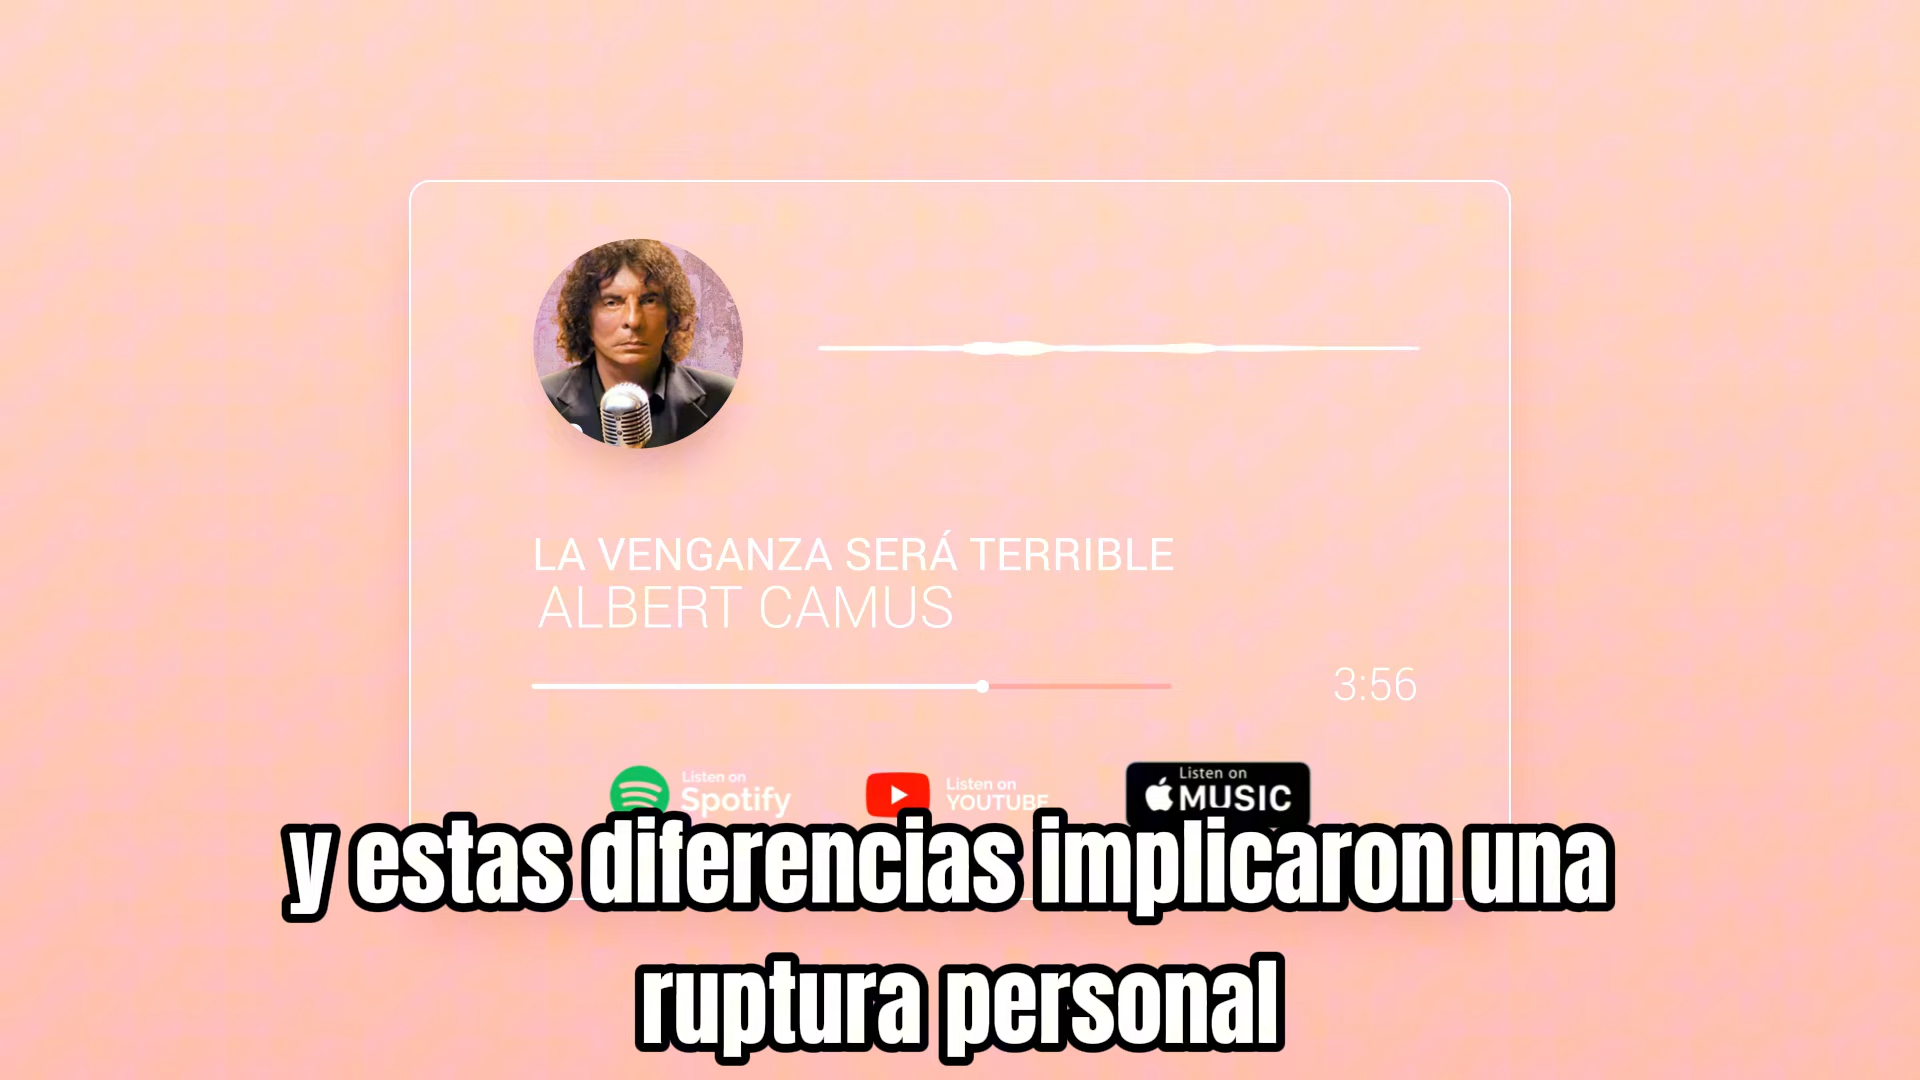 LA VENGANZA SERÁ TERRIBLE
ALBERT CAMUS
3:56
Listen on
Spotify
Listen on
YOUTUBE
Listen on
MUSIC
y estas diferencias implicaron una
ruptura personal